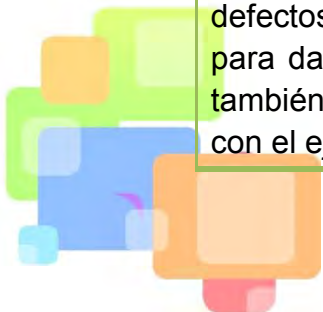 defectos
para da
también
con el e